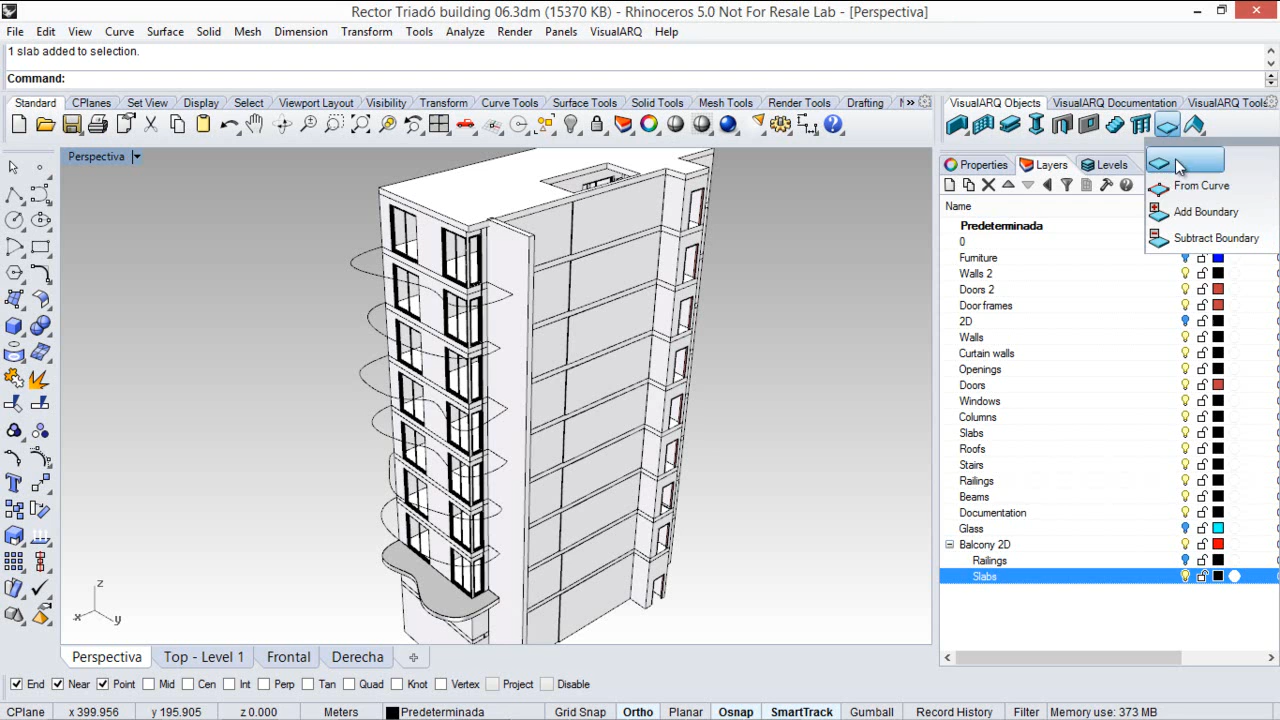 Rector Triadó building 06.3dm (15370 KB) - Rhinoceros 5.0 Not For Resale Lab - [Perspectiva]
File Edit View Curve Surface Solid Mesh Dimension Transform Tools Analyze Render Panels VisualARQ Help
1 slab added to selection.
Command:
Standard CPlanes Set View Display Select Viewport Layout Visibility Transform Curve Tools Surface Tools Solid Tools Mesh Tools Render Tools Drafting
VisualARQ Objects VisualARQ Documentation VisualARQ Tools
Perspectiva
Properties Layers Levels
From Curve
Add Boundary
Subtract Boundary
Name
Predeterminada
0
Furniture
Walls 2
Doors 2
Door frames
2D
Walls
Curtain walls
Openings
Doors
Windows
Columns
Slabs
Roofs
Stairs
Railings
Beams
Documentation
Glass
Balcony 2D
Railings
Slabs
z
x
y
Perspectiva Top - Level 1 Frontal Derecha
End Near Point Mid Cen Int Perp Tan Quad Knot Vertex Project Disable
CPlane x 399.956 y 195.905 z 0.000 Meters Predeterminada Grid Snap Ortho Planar Osnap SmartTrack Gumball Record History Filter Memory use: 373 MB